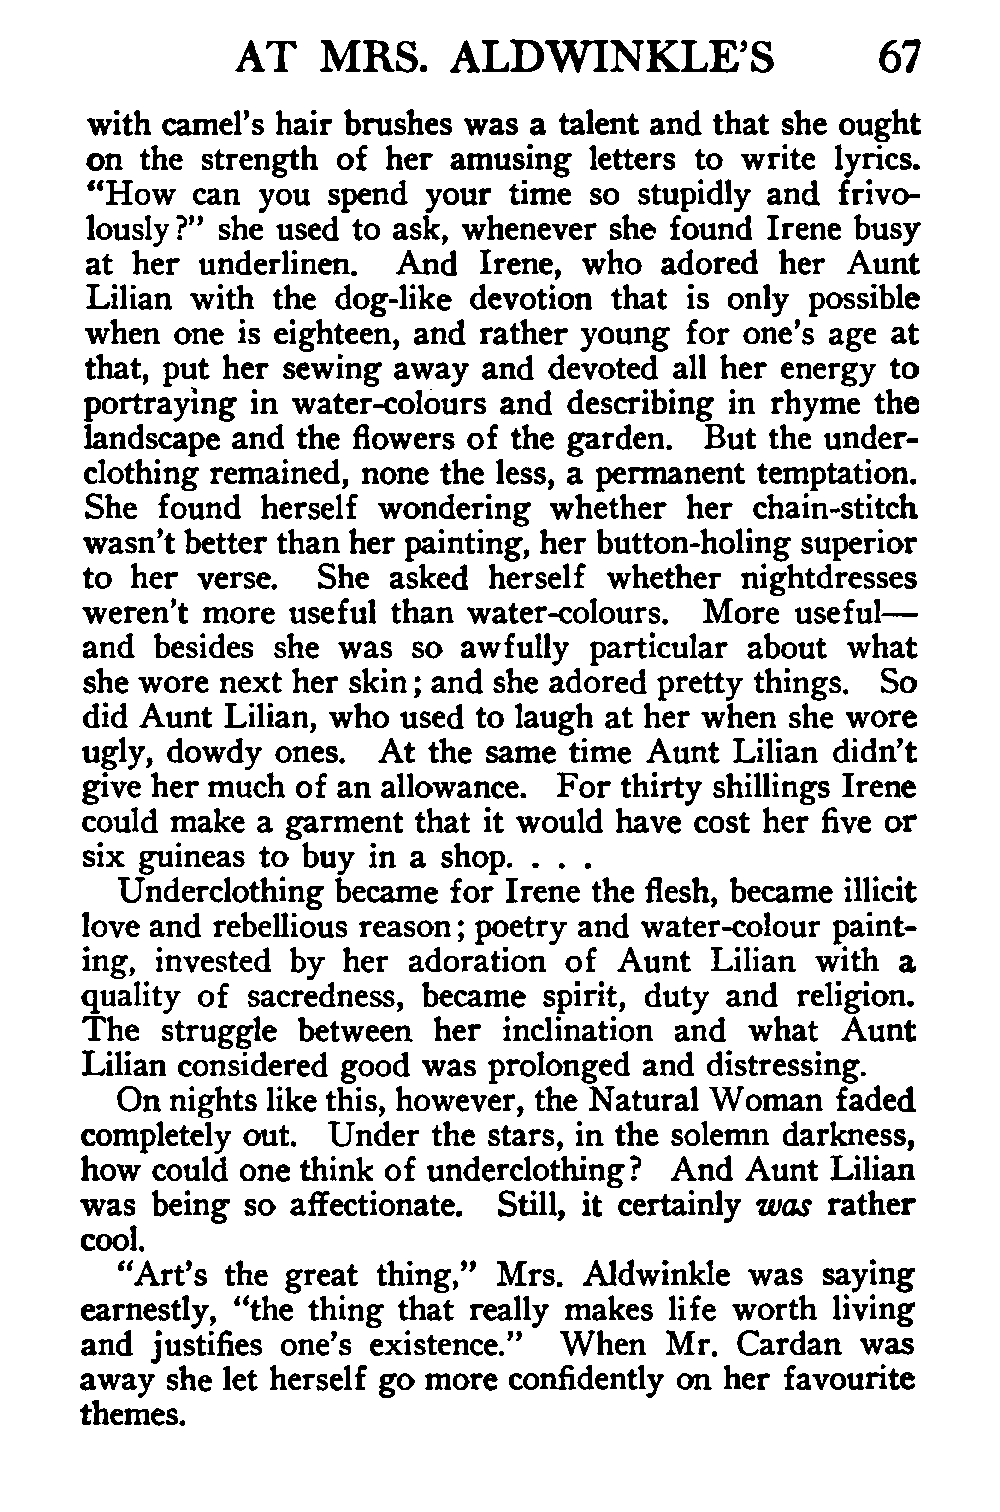 AT MRS. ALDWINKLE'S 67
with camel's hair brushes was a talent and that she ought
on the strength of her amusing letters to write lyrics.
“How can you spend your time so stupidly and frivo-
lously?” she used to ask, whenever she found Irene busy
at her underlinen. And Irene, who adored her Aunt
Lilian with the dog-like devotion that is only possible
when one is eighteen, and rather young for one's age at
that, put her sewing away and devoted all her energy to
portraying in water-colours and describing in rhyme the
landscape and the flowers of the garden. But the under-
clothing remained, none the less, a permanent temptation.
She found herself wondering whether her chain-stitch
wasn't better than her painting, her button-holing superior
to her verse. She asked herself whether nightdresses
weren't more useful than water-colours. More useful—
and besides she was so awfully particular about what
she wore next her skin; and she adored pretty things. So
did Aunt Lilian, who used to laugh at her when she wore
ugly, dowdy ones. At the same time Aunt Lilian didn't
give her much of an allowance. For thirty shillings Irene
could make a garment that it would have cost her five or
six guineas to buy in a shop. . . .
Underclothing became for Irene the flesh, became illicit
love and rebellious reason; poetry and water-colour paint-
ing, invested by her adoration of Aunt Lilian with a
quality of sacredness, became spirit, duty and religion.
The struggle between her inclination and what Aunt
Lilian considered good was prolonged and distressing.
On nights like this, however, the Natural Woman faded
completely out. Under the stars, in the solemn darkness,
how could one think of underclothing? And Aunt Lilian
was being so affectionate. Still, it certainly was rather
cool.
“Art's the great thing,” Mrs. Aldwinkle was saying
earnestly, “the thing that really makes life worth living
and justifies one's existence.” When Mr. Cardan was
away she let herself go more confidently on her favourite
themes.